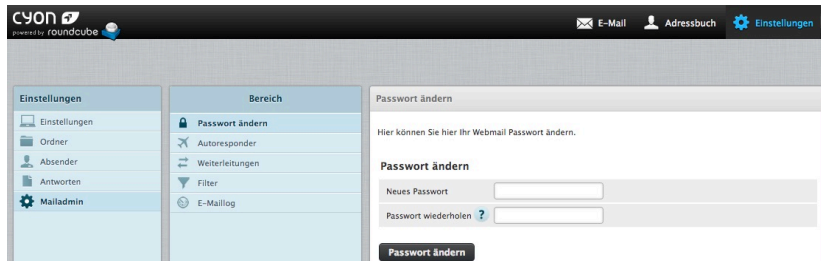 cyon
powered by roundcube
E-Mail
Adressbuch
Einstellungen
Einstellungen
Einstellungen
Ordner
Absender
Antworten
Mailadmin
Bereich
Passwort ändern
Autoresponder
Weiterleitungen
Filter
E-Maillog
Passwort ändern
Hier können Sie hier Ihr Webmail Passwort ändern.
Passwort ändern
Neues Passwort
Passwort wiederholen ?
Passwort ändern